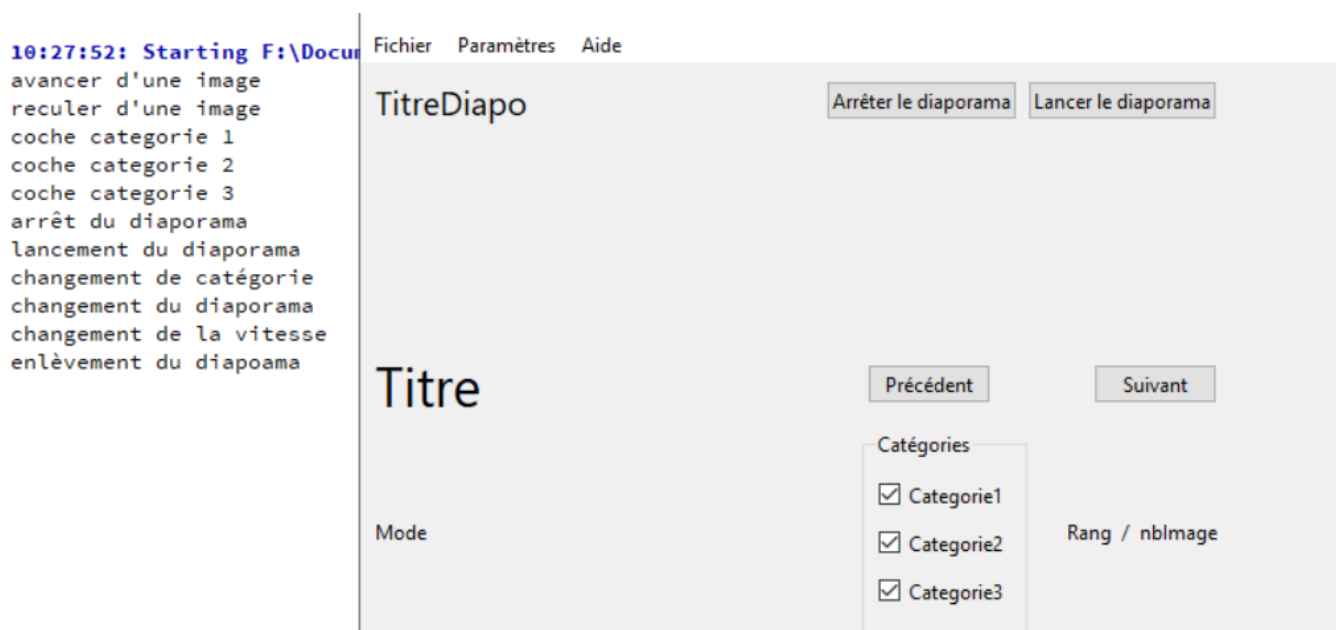 10:27:52: Starting F:\Docum
avancer d'une image
reculer d'une image
coche categorie 1
coche categorie 2
coche categorie 3
arrêt du diaporama
lancement du diaporama
changement de catégorie
changement du diaporama
changement de la vitesse
enlèvement du diapoama
Fichier Paramètres Aide
TitreDiapo
Arrêter le diaporama Lancer le diaporama
Titre
Précédent Suivant
Catégories
Categorie1
Categorie2
Categorie3
Mode
Rang / nbImage